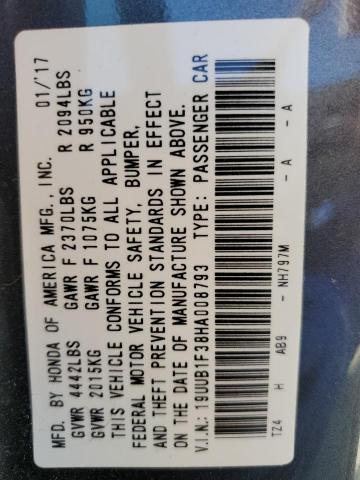 MFD. BY HONDA OF AMERICA MFG., INC. 01/'17
GVWR 4442LBS GAWR F 2370LBS R 2094LBS
GVWR 2015KG GAWR F 1075KG R 950KG
THIS VEHICLE CONFORMS TO ALL APPLICABLE
FEDERAL MOTOR VEHICLE SAFETY, BUMPER,
AND THEFT PREVENTION STANDARDS IN EFFECT
ON THE DATE OF MANUFACTURE SHOWN ABOVE.
V.I.N.: 19UUB1F38HA008793 TYPE: PASSENGER CAR
TZ4 H AB9 - NH797M - A - A